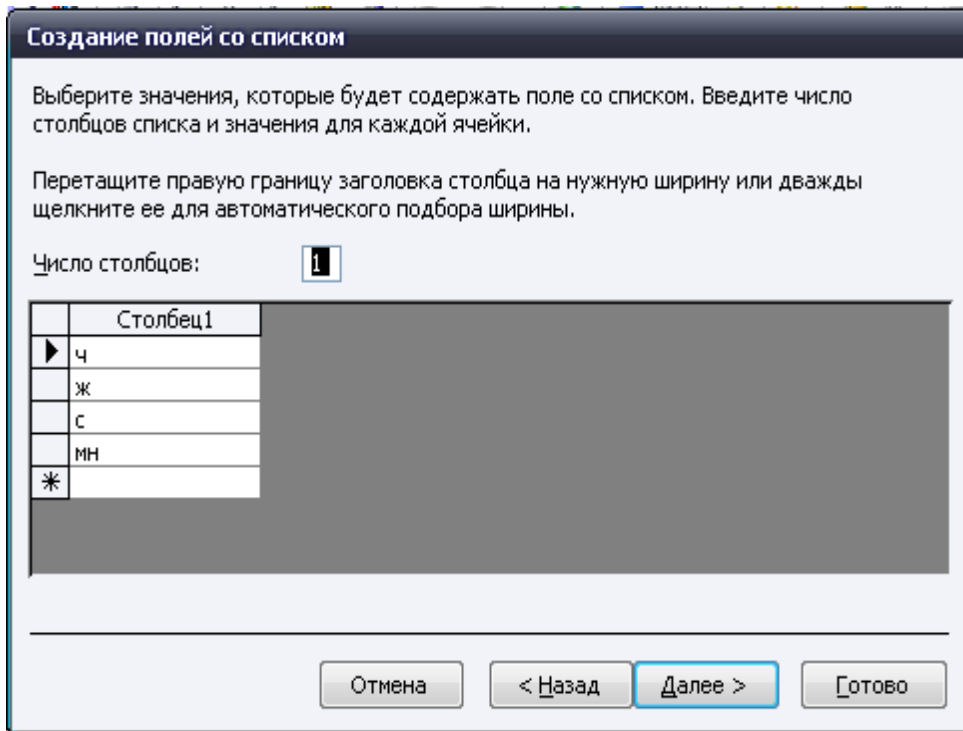 Создание полей со списком
Выберите значения, которые будет содержать поле со списком. Введите число
столбцов списка и значения для каждой ячейки.
Перетащите правую границу заголовка столбца на нужную ширину или дважды
щелкните ее для автоматического подбора ширины.
Число столбцов: 1
Столбец1
ч
ж
с
мн
Отмена < Назад Далее > Готово